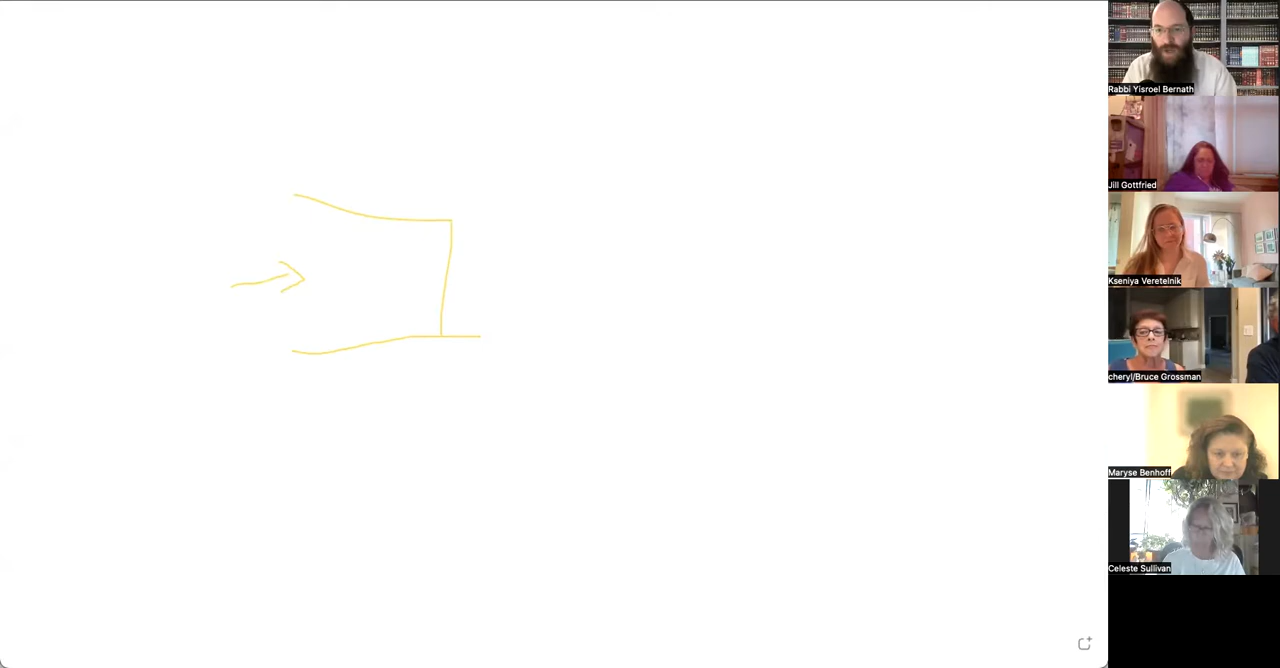 Rabbi Yisroel Bernath
Jill Gottfried
Kseniya Veretelnik
cheryl/Bruce Grossman
Maryse Benhoff
Celeste Sullivan